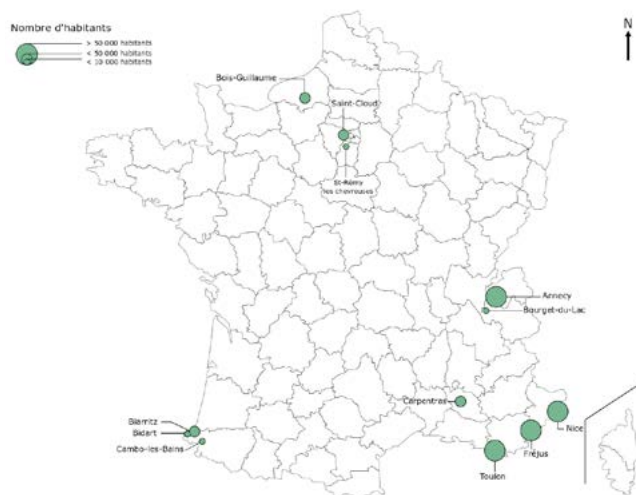 Nombre d'habitants
> 50 000 habitants
< 50 000 habitants
< 10 000 habitants
N
Bois-Guillaume
Saint-Cloud
St-Rémy
les chevreuses
Annecy
Bourget-du-Lac
Carpentras
Biarritz
Bidart
Cambo-les-Bains
Nice
Fréjus
Toulon